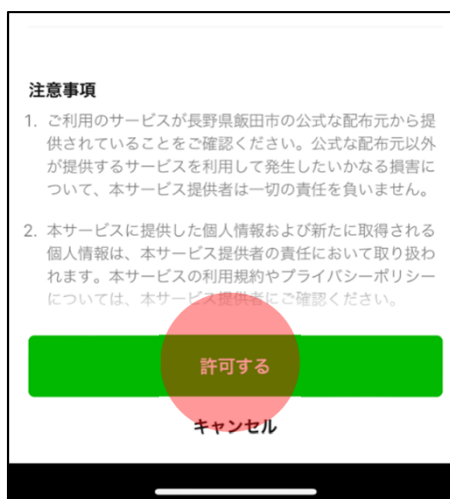 注意事項
1. ご利用のサービスが長野県飯田市の公式な配布元から提
供されていることをご確認ください。公式な配布元以外
が提供するサービスを利用して発生したいかなる損害に
ついて、本サービス提供者は一切の責任を負いません。
2. 本サービスに提供した個人情報および新たに取得される
個人情報は、本サービス提供者の責任において取り扱わ
れます。本サービスの利用規約やプライバシーポリシー
については、本サービス提供者にご確認ください。
許可する
キャンセル